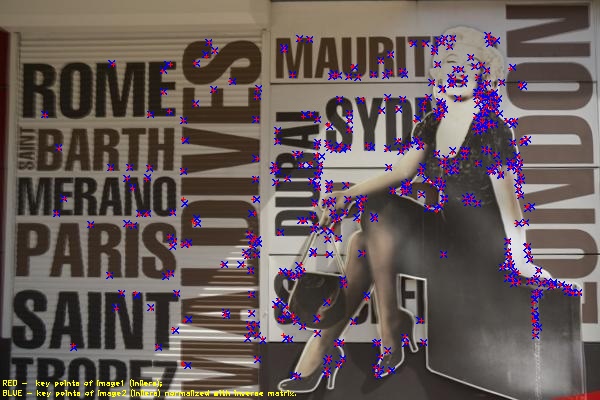 ROME
SAINT
BARTH
MERANO
PARIS
SAINT
TROPEZ
MALDIVES
MAURIT
SYD
DUBAI
LONDON
RED - key points of image1 (inliers);
BLUE - key points of image2 (inliers) normalized with inverse matrix.